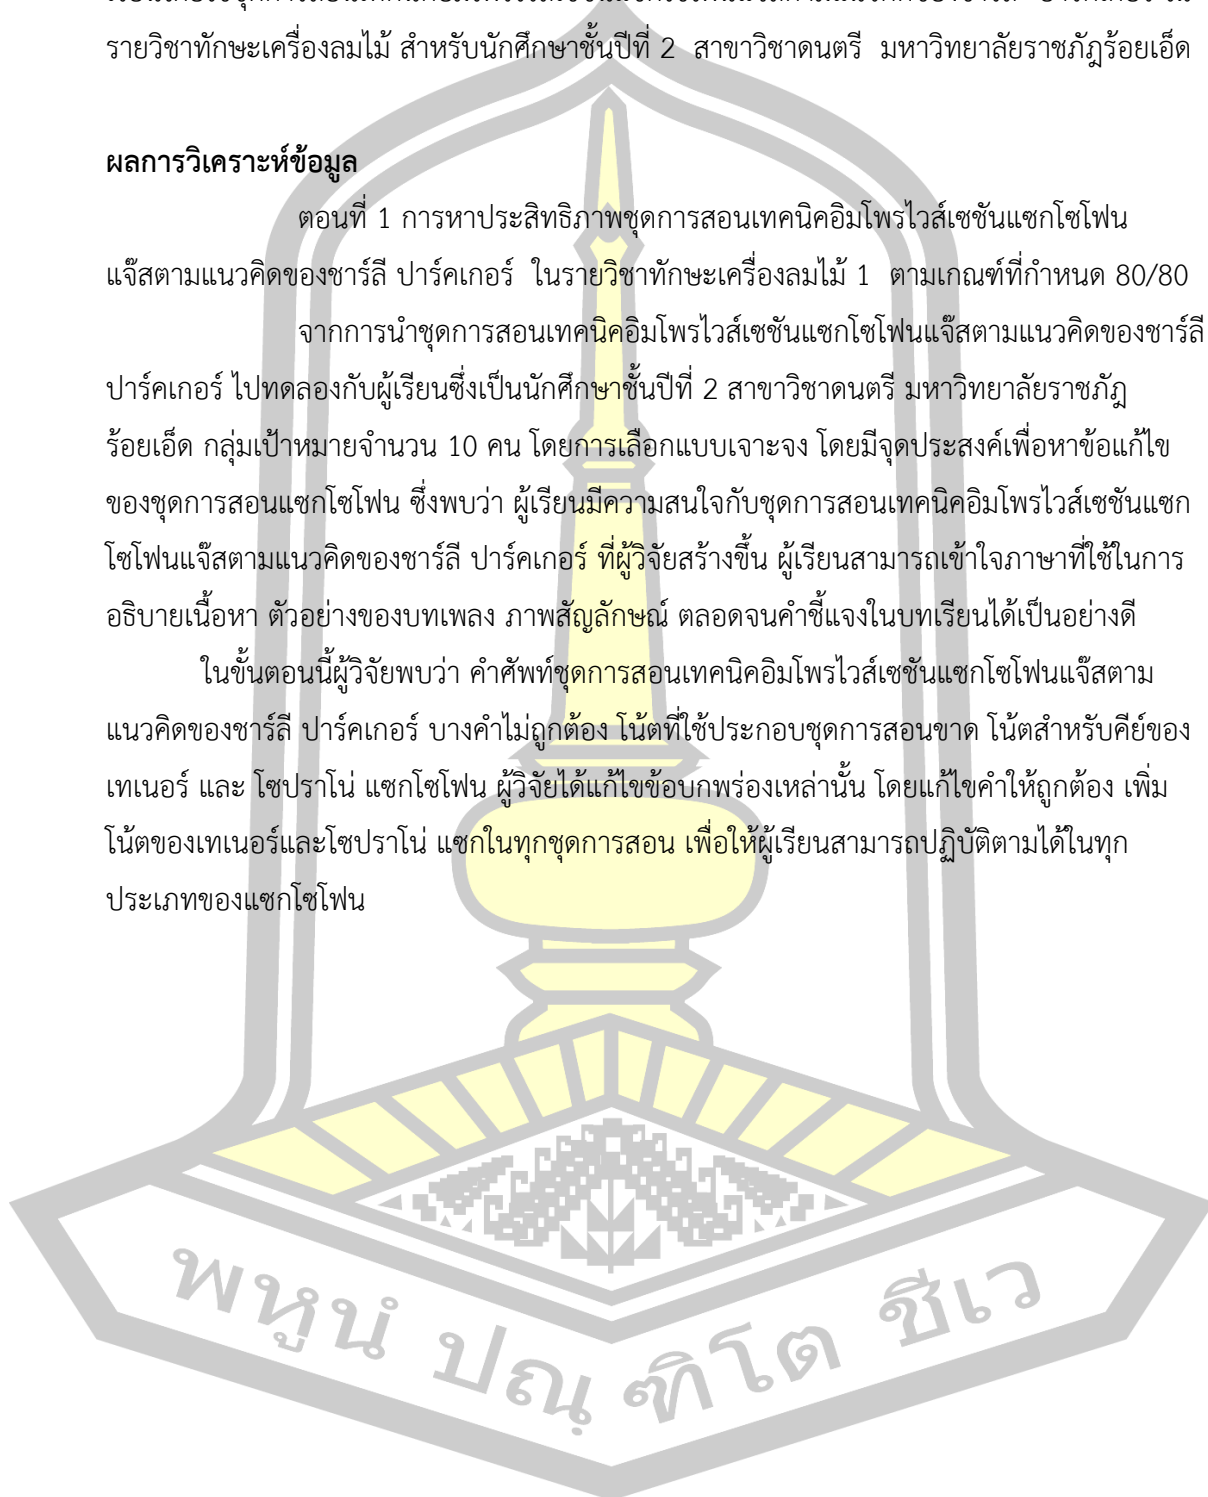 รายวิชาทักษะเครื่องลมไม้ สำหรับนักศึกษาชั้นปีที่ 2 สาขาวิชาดนตรี มหาวิทยาลัยราชภัฏร้อยเอ็ด
ผลการวิเคราะห์ข้อมูล
ตอนที่ 1 การหาประสิทธิภาพชุดการสอนเทคนิคอิมโพรไวส์เซชันแซกโซโฟน
แจ๊สตามแนวคิดของชาร์ลี ปาร์คเกอร์ ในรายวิชาทักษะเครื่องลมไม้ 1 ตามเกณฑ์ที่กำหนด 80/80
จากการนำชุดการสอนเทคนิคอิมโพรไวส์เซชันแซกโซโฟนแจ๊สตามแนวคิดของชาร์ลี
ปาร์คเกอร์ ไปทดลองกับผู้เรียนซึ่งเป็นนักศึกษาชั้นปีที่ 2 สาขาวิชาดนตรี มหาวิทยาลัยราชภัฏ
ร้อยเอ็ด กลุ่มเป้าหมายจำนวน 10 คน โดยการเลือกแบบเจาะจง โดยมีจุดประสงค์เพื่อหาข้อแก้ไข
ของชุดการสอนแซกโซโฟน ซึ่งพบว่า ผู้เรียนมีความสนใจกับชุดการสอนเทคนิคอิมโพรไวส์เซชันแซก
โซโฟนแจ๊สตามแนวคิดของชาร์ลี ปาร์คเกอร์ ที่ผู้วิจัยสร้างขึ้น ผู้เรียนสามารถเข้าใจภาษาที่ใช้ในการ
อธิบายเนื้อหา ตัวอย่างของบทเพลง ภาพสัญลักษณ์ ตลอดจนคำชี้แจงในบทเรียนได้เป็นอย่างดี
ในขั้นตอนนี้ผู้วิจัยพบว่า คำศัพท์ชุดการสอนเทคนิคอิมโพรไวส์เซชันแซกโซโฟนแจ๊สตาม
แนวคิดของชาร์ลี ปาร์คเกอร์ บางคำไม่ถูกต้อง โน้ตที่ใช้ประกอบชุดการสอนขาด โน้ตสำหรับคีย์ของ
เทเนอร์ และ โซปราโน่ แซกโซโฟน ผู้วิจัยได้แก้ไขข้อบกพร่องเหล่านั้น โดยแก้ไขคำให้ถูกต้อง เพิ่ม
โน้ตของเทเนอร์และโซปราโน่ แซกในทุกชุดการสอน เพื่อให้ผู้เรียนสามารถปฏิบัติตามได้ในทุก
ประเภทของแซกโซโฟน
พหูนํ ปณฺฑิโต ชีเว